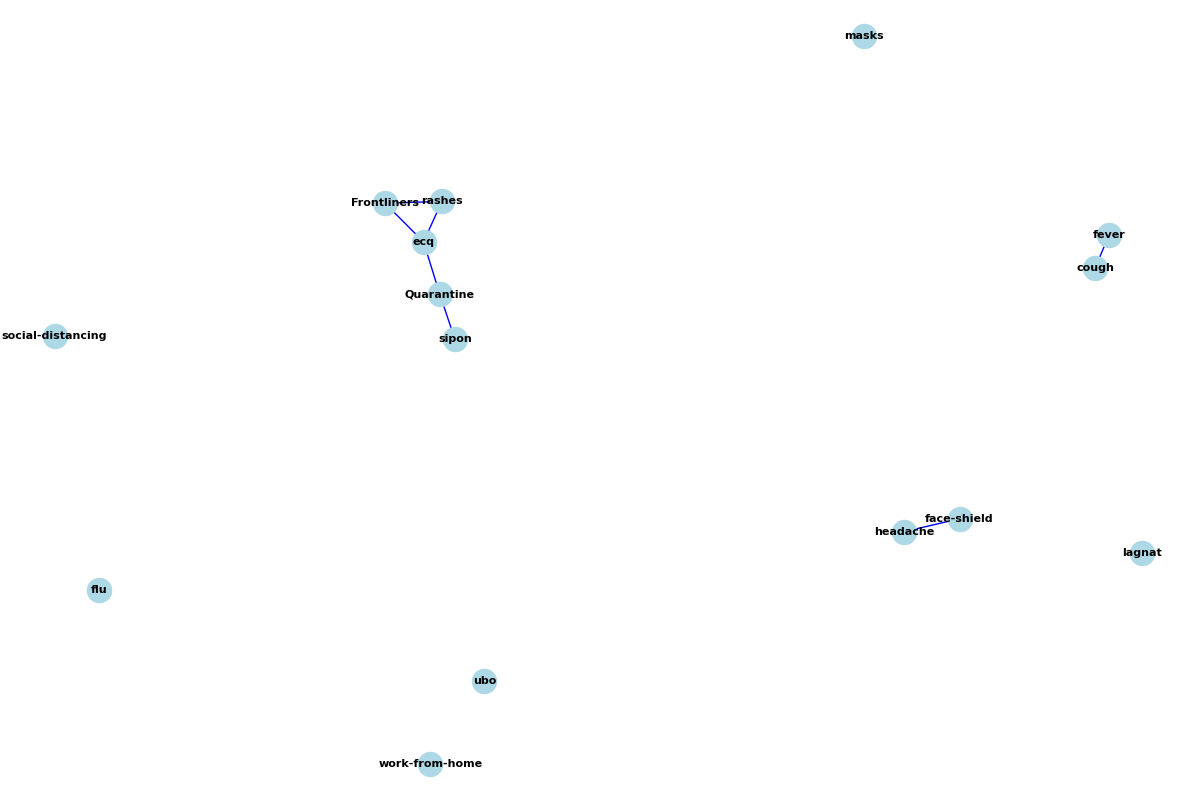 masks
Frontliners
rashes
ecq
fever
cough
Quarantine
social-distancing
sipon
face-shield
headache
lagnat
flu
ubo
work-from-home